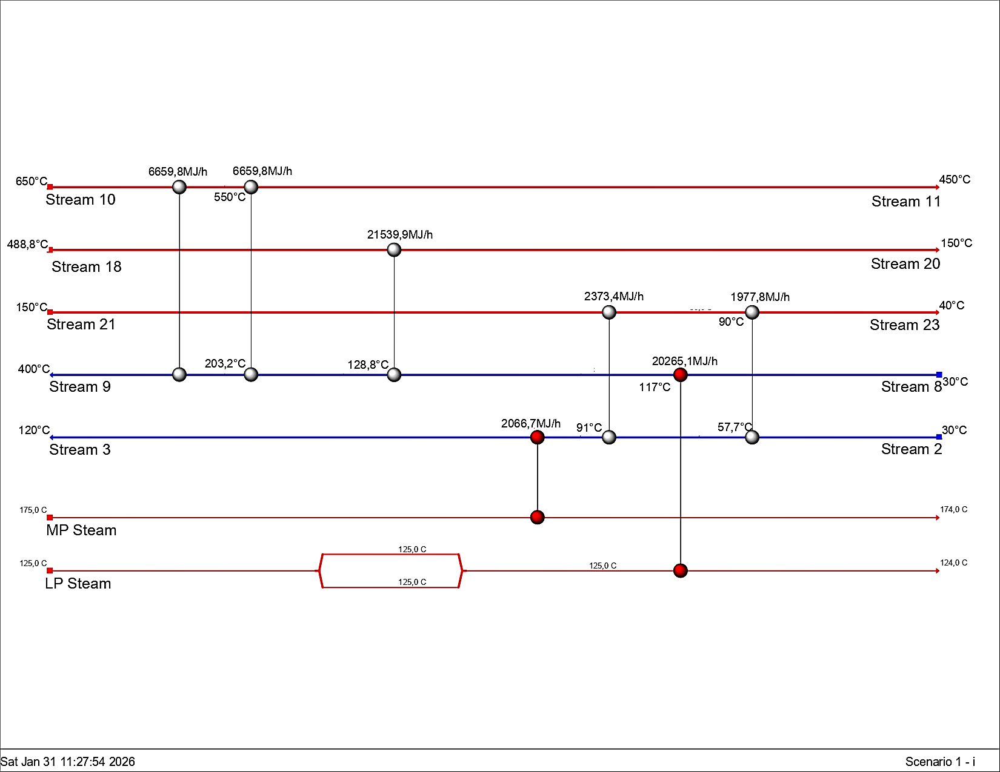 6659,8MJ/h 6659,8MJ/h
650°C 450°C
Stream 10 550°C Stream 11
21539,9MJ/h
488,8°C 150°C
Stream 18 Stream 20
2373,4MJ/h 1977,8MJ/h
150°C 40°C
Stream 21 90°C Stream 23
20265,1MJ/h
400°C 203,2°C 128,8°C
Stream 9 117°C Stream 8 30°C
2066,7MJ/h 91°C 57,7°C
120°C 30°C
Stream 3 Stream 2
175,0 C 174,0 C
MP Steam
125,0 C
125,0 C 125,0 C 124,0 C
LP Steam 125,0 C
Sat Jan 31 11:27:54 2026 Scenario 1 - i